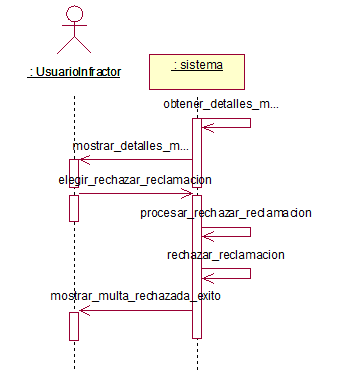 : UsuarioInfractor
: sistema
obtener_detalles_m...
mostrar_detalles_m...
elegir_rechazar_reclamacion
procesar_rechazar_reclamacion
rechazar_reclamacion
mostrar_multa_rechazada_exito